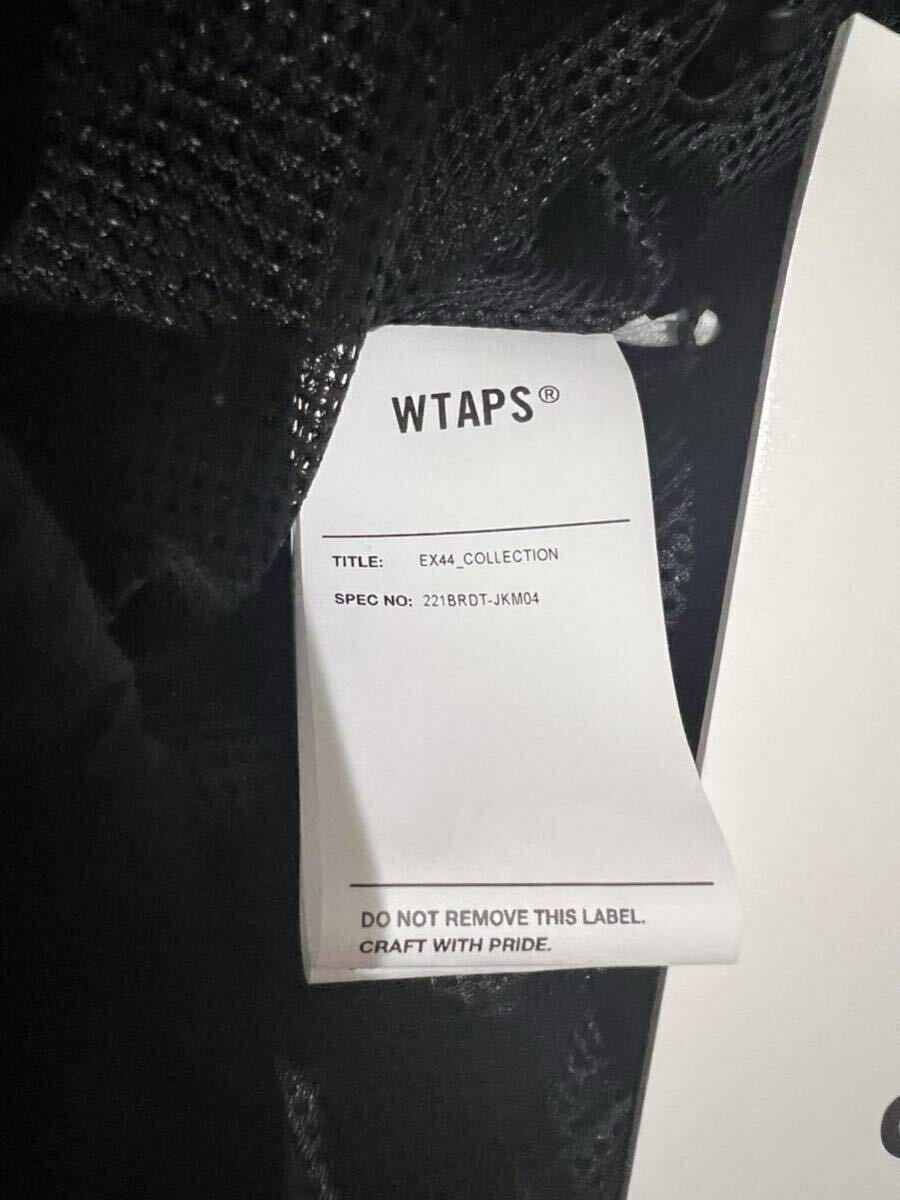 WTAPS®
TITLE: EX44_COLLECTION
SPEC NO: 221BRDT-JKM04
DO NOT REMOVE THIS LABEL.
CRAFT WITH PRIDE.